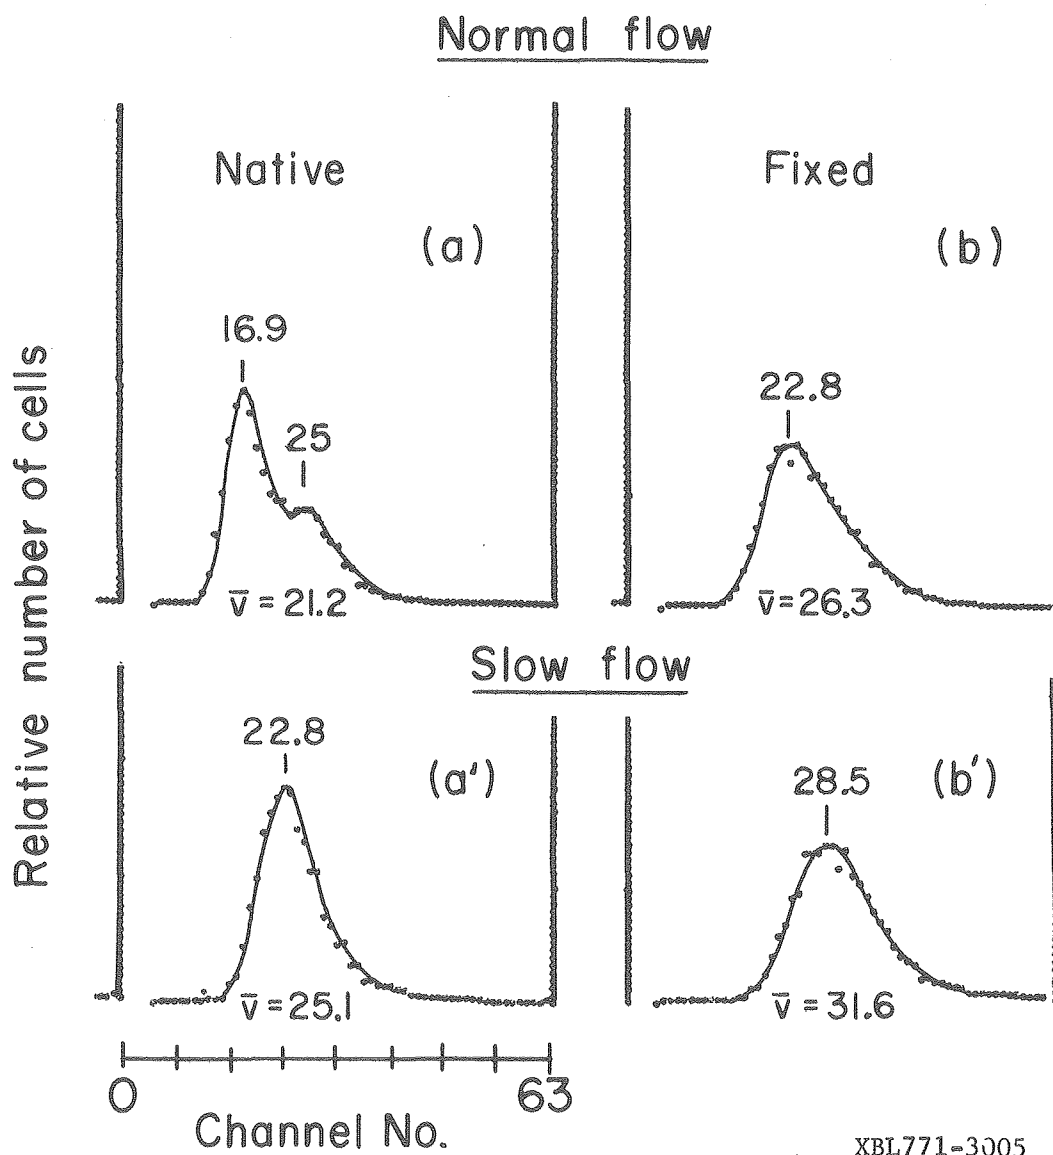 Normal flow
Native
Fixed
(a)
(b)
16.9
25
22.8
v̄ = 21.2
v̄ = 26.3
Relative number of cells
Slow flow
22.8
(a')
28.5
(b')
v̄ = 25.1
v̄ = 31.6
0
63
Channel No.
XBL771-3005